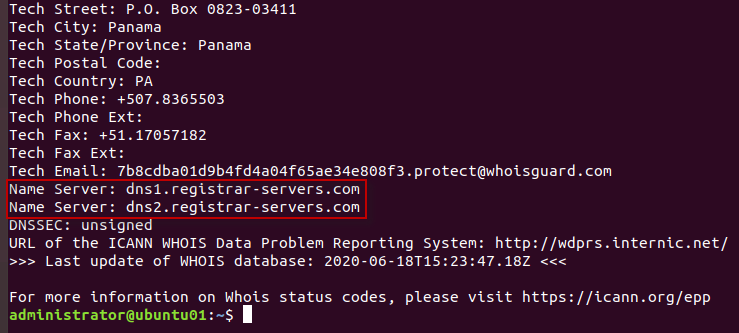 Tech Street: P.O. Box 0823-03411
Tech City: Panama
Tech State/Province: Panama
Tech Postal Code:
Tech Country: PA
Tech Phone: +507.8365503
Tech Phone Ext:
Tech Fax: +51.17057182
Tech Fax Ext:
Tech Email: 7b8cdba01d9b4fd4a04f65ae34e808f3.protect@whoisguard.com
Name Server: dns1.registrar-servers.com
Name Server: dns2.registrar-servers.com
DNSSEC: unsigned
URL of the ICANN WHOIS Data Problem Reporting System: http://wdprs.internic.net/
>>> Last update of WHOIS database: 2020-06-18T15:23:47.18Z <<<
For more information on Whois status codes, please visit https://icann.org/epp
administrator@ubuntu01:~$